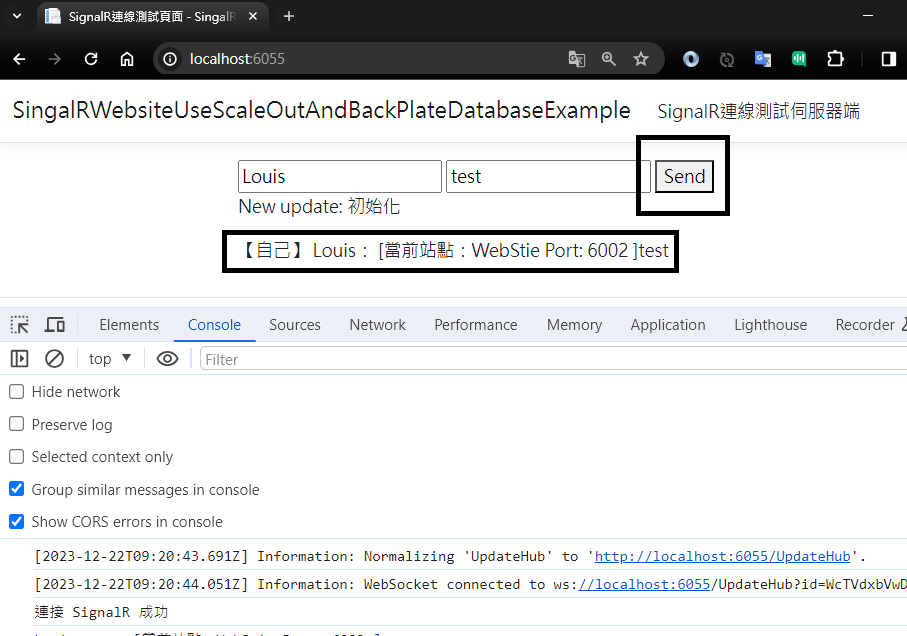 SignalR連線測試頁面 - SingalR
localhost:6055
SingalRWebsiteUseScaleOutAndBackPlateDatabaseExample SignalR連線測試伺服器端
Louis test Send
New update: 初始化
【自己】 Louis： [當前站點：WebStie Port: 6002 ]test
Elements Console Sources Network Performance Memory Application Lighthouse Recorder
top Filter
Hide network
Preserve log
Selected context only
Group similar messages in console
Show CORS errors in console
[2023-12-22T09:20:43.691Z] Information: Normalizing 'UpdateHub' to 'http://localhost:6055/UpdateHub'.
[2023-12-22T09:20:44.051Z] Information: WebSocket connected to ws://localhost:6055/UpdateHub?id=WcTVdxbVwD
連接 SignalR 成功